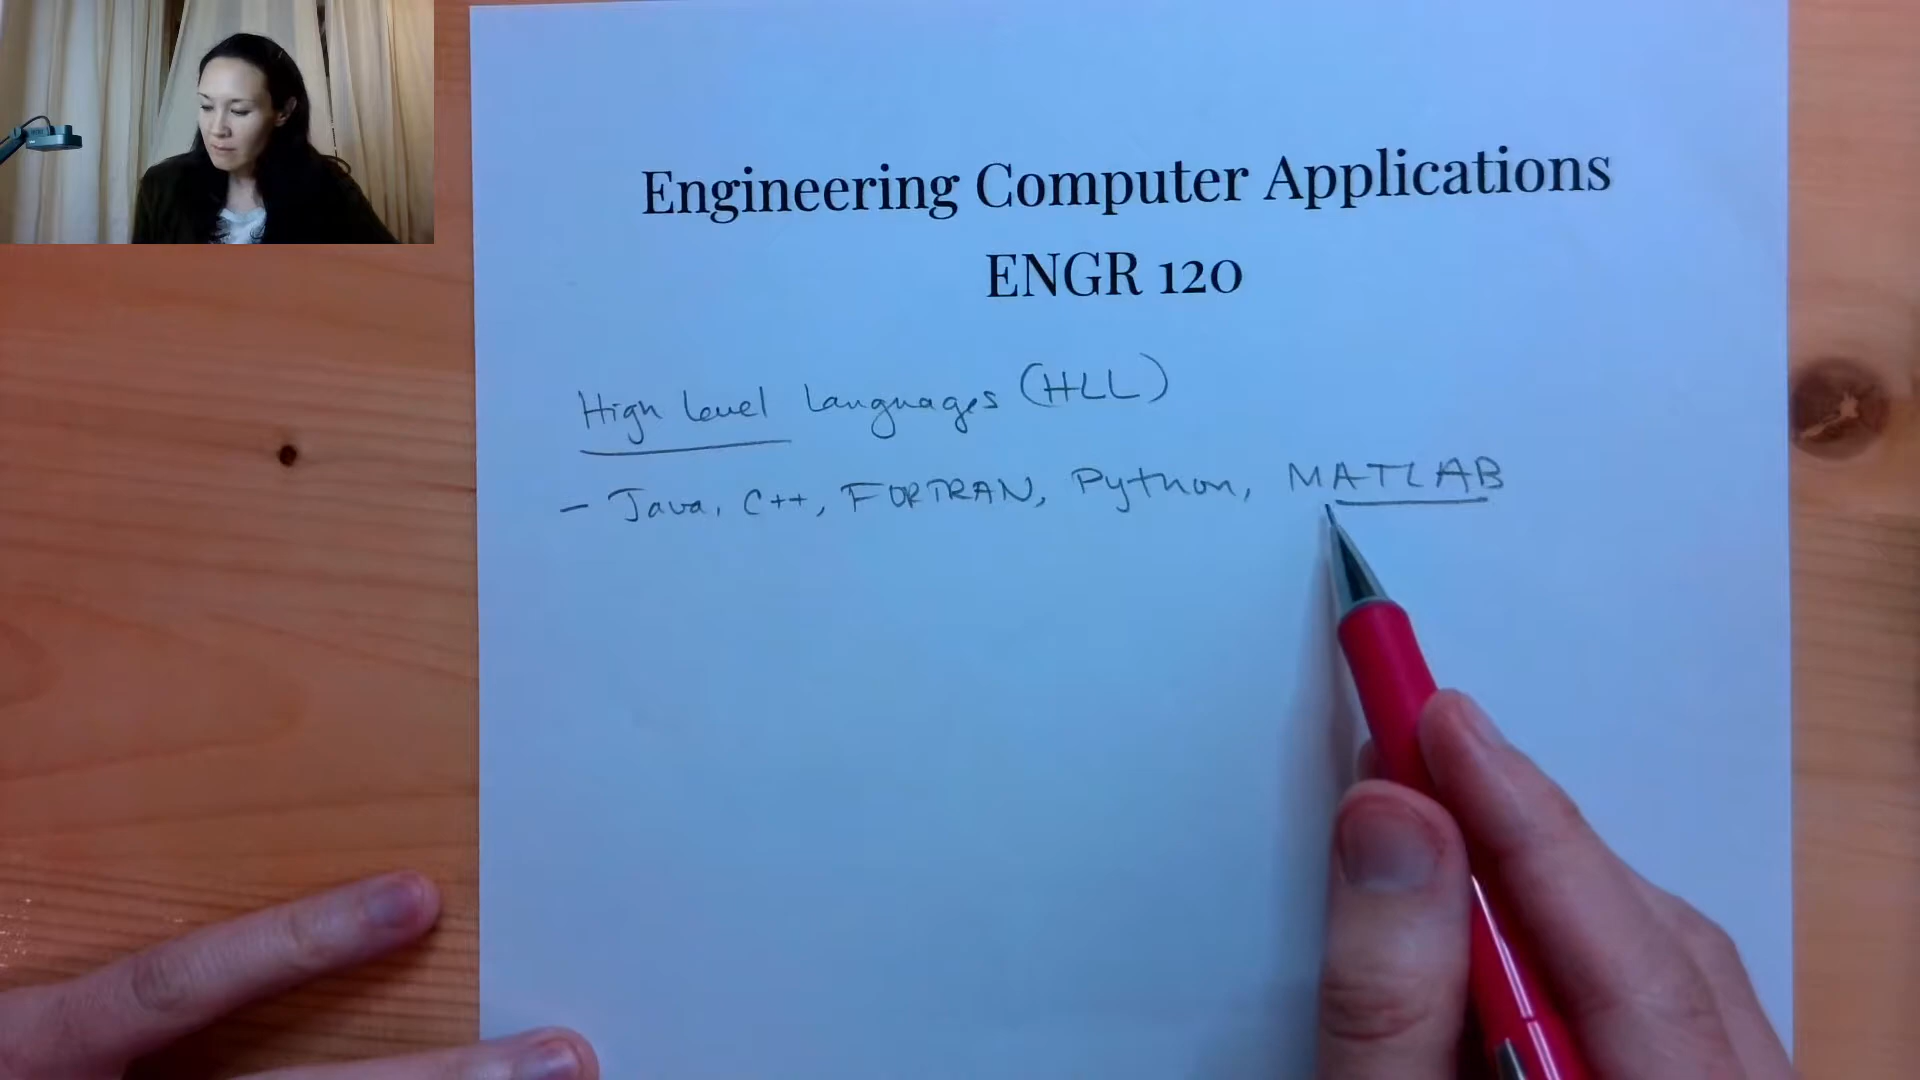 Engineering Computer Applications
ENGR 120
High level languages (HLL)
- Java, C++, FORTRAN, Python, MATLAB